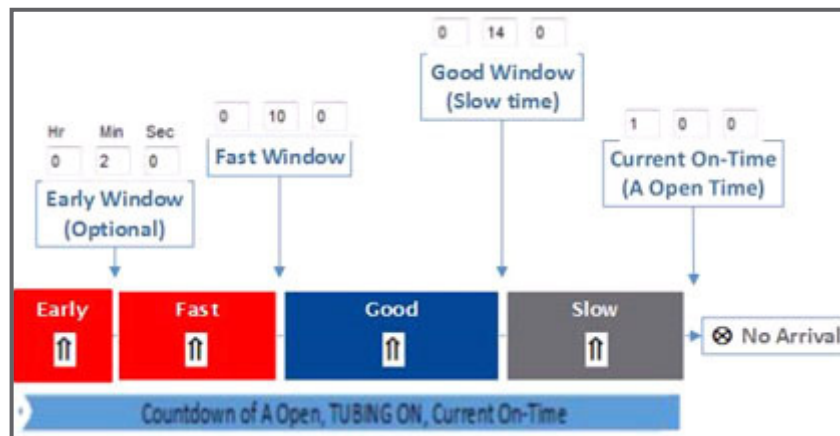 0 14 0
Good Window
(Slow time)
Hr Min Sec
0 2 0
Early Window
(Optional)
0 10 0
Fast Window
1 0 0
Current On-Time
(A Open Time)
Early
Fast
Good
Slow
No Arrival
Countdown of A Open, TUBING ON, Current On-Time